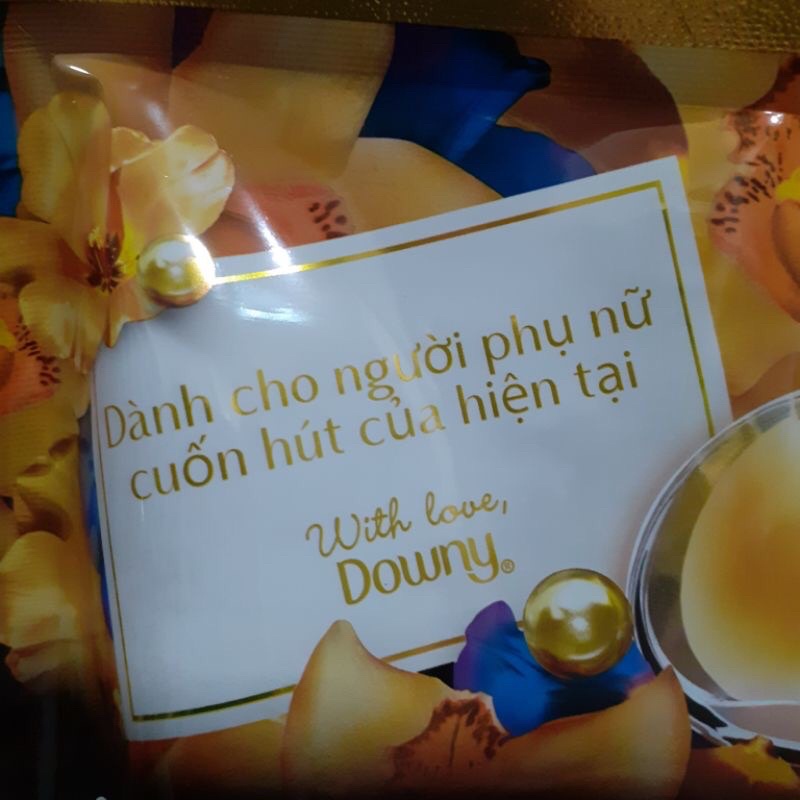 Dành cho người phụ nữ
cuốn hút của hiện tại
With love,
Downy®